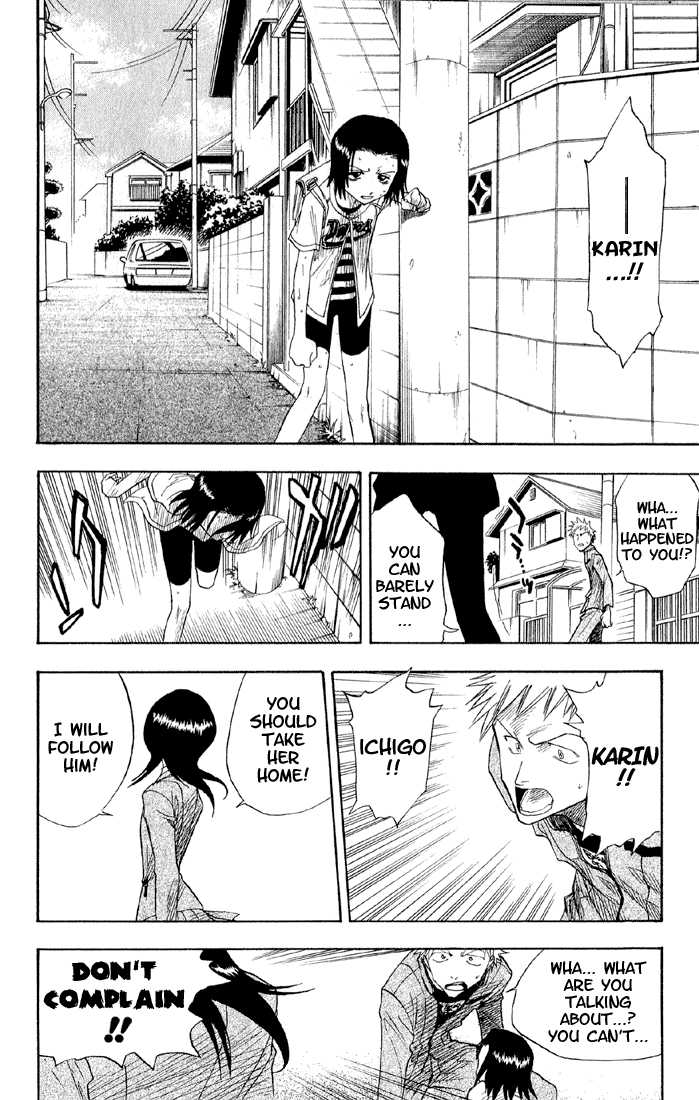 —
KARIN
...!!
WHA...
WHAT
HAPPENED
TO YOU!?
YOU
CAN
BARELY
STAND
...
KARIN
!!
ICHIGO
!!
YOU
SHOULD
TAKE
HER
HOME!
I WILL
FOLLOW
HIM!
WHA... WHAT
ARE YOU
TALKING
ABOUT...?
YOU CAN'T...
DON'T
COMPLAIN
!!